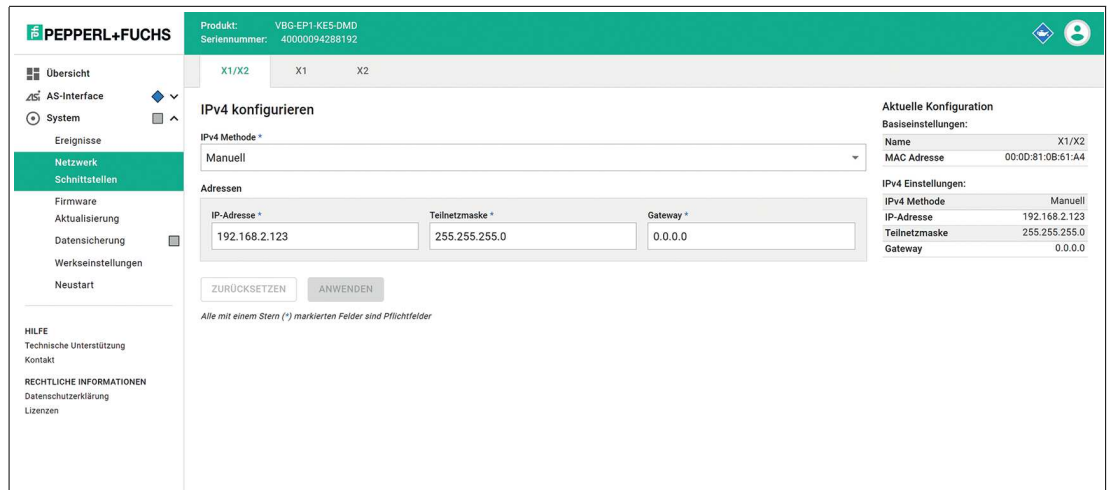 PEPPERL+FUCHS
Produkt: VBG-EP1-KE5-DMD
Seriennummer: 40000094288192
Übersicht
AS-Interface
System
Ereignisse
Netzwerk
Schnittstellen
Firmware
Aktualisierung
Datensicherung
Werkseinstellungen
Neustart
HILFE
Technische Unterstützung
Kontakt
RECHTLICHE INFORMATIONEN
Datenschutzerklärung
Lizenzen
X1/X2 X1 X2
IPv4 konfigurieren
IPv4 Methode *
Manuell
Adressen
IP-Adresse * Teilnetzmaske * Gateway *
192.168.2.123 255.255.255.0 0.0.0.0
ZURÜCKSETZEN ANWENDEN
Alle mit einem Stern (*) markierten Felder sind Pflichtfelder
Aktuelle Konfiguration
Basiseinstellungen:
Name X1/X2
MAC Adresse 00:0D:81:0B:61:A4
IPv4 Einstellungen:
IPv4 Methode Manuell
IP-Adresse 192.168.2.123
Teilnetzmaske 255.255.255.0
Gateway 0.0.0.0